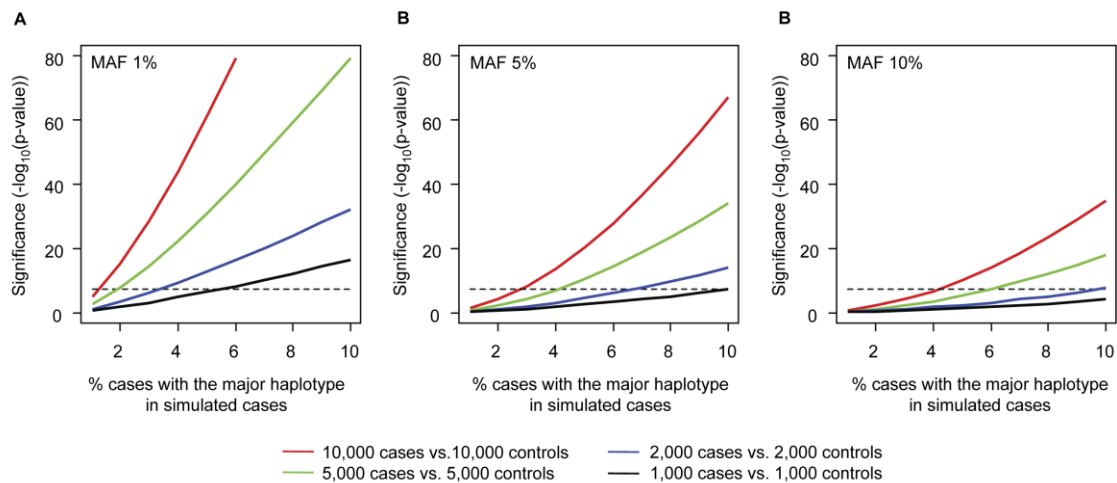 A
B
B
MAF 1%
MAF 5%
MAF 10%
Significance (-log10(p-value))
80
60
40
20
0
2 4 6 8 10
% cases with the major haplotype
in simulated cases
Significance (-log10(p-value))
80
60
40
20
0
2 4 6 8 10
% cases with the major haplotype
in simulated cases
Significance (-log10(p-value))
80
60
40
20
0
2 4 6 8 10
% cases with the major haplotype
in simulated cases
10,000 cases vs.10,000 controls
5,000 cases vs. 5,000 controls
2,000 cases vs. 2,000 controls
1,000 cases vs. 1,000 controls